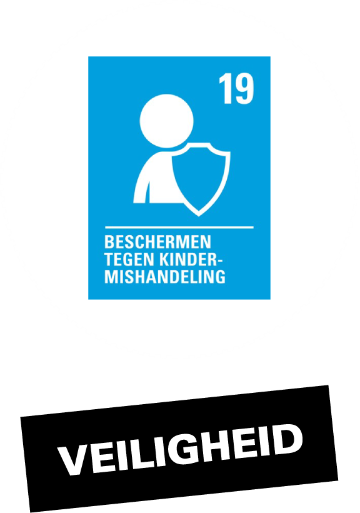 19
BESCHERMEN
TEGEN KINDER-
MISHANDELING
VEILIGHEID